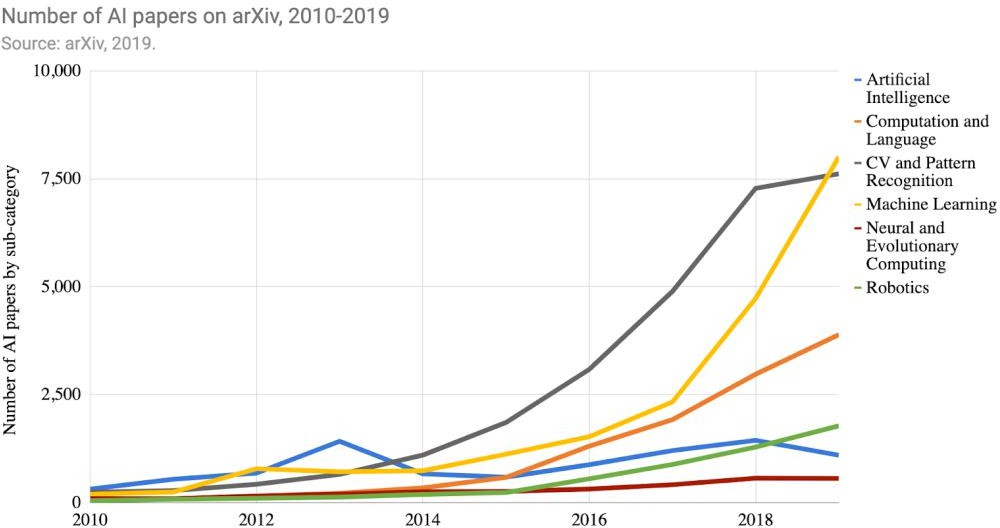 Number of AI papers on arXiv, 2010-2019
Source: arXiv, 2019.
10,000
7,500
5,000
2,500
0
Number of AI papers by sub-category
2010
2012
2014
2016
2018
Artificial
Intelligence
Computation and
Language
CV and Pattern
Recognition
Machine Learning
Neural and
Evolutionary
Computing
Robotics